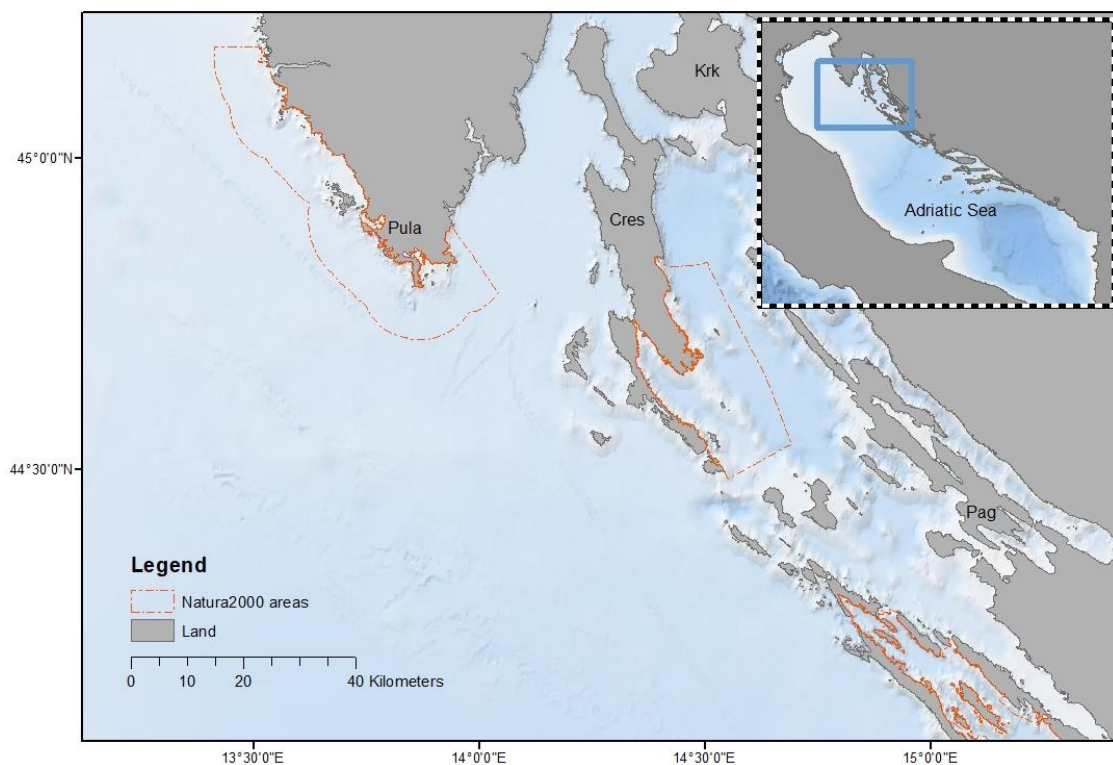 Krk
45°0'0"N
Cres
Pula
Adriatic Sea
44°30'0"N
Pag
Legend
Natura2000 areas
Land
0 10 20 40 Kilometers
13°30'0"E 14°0'0"E 14°30'0"E 15°0'0"E